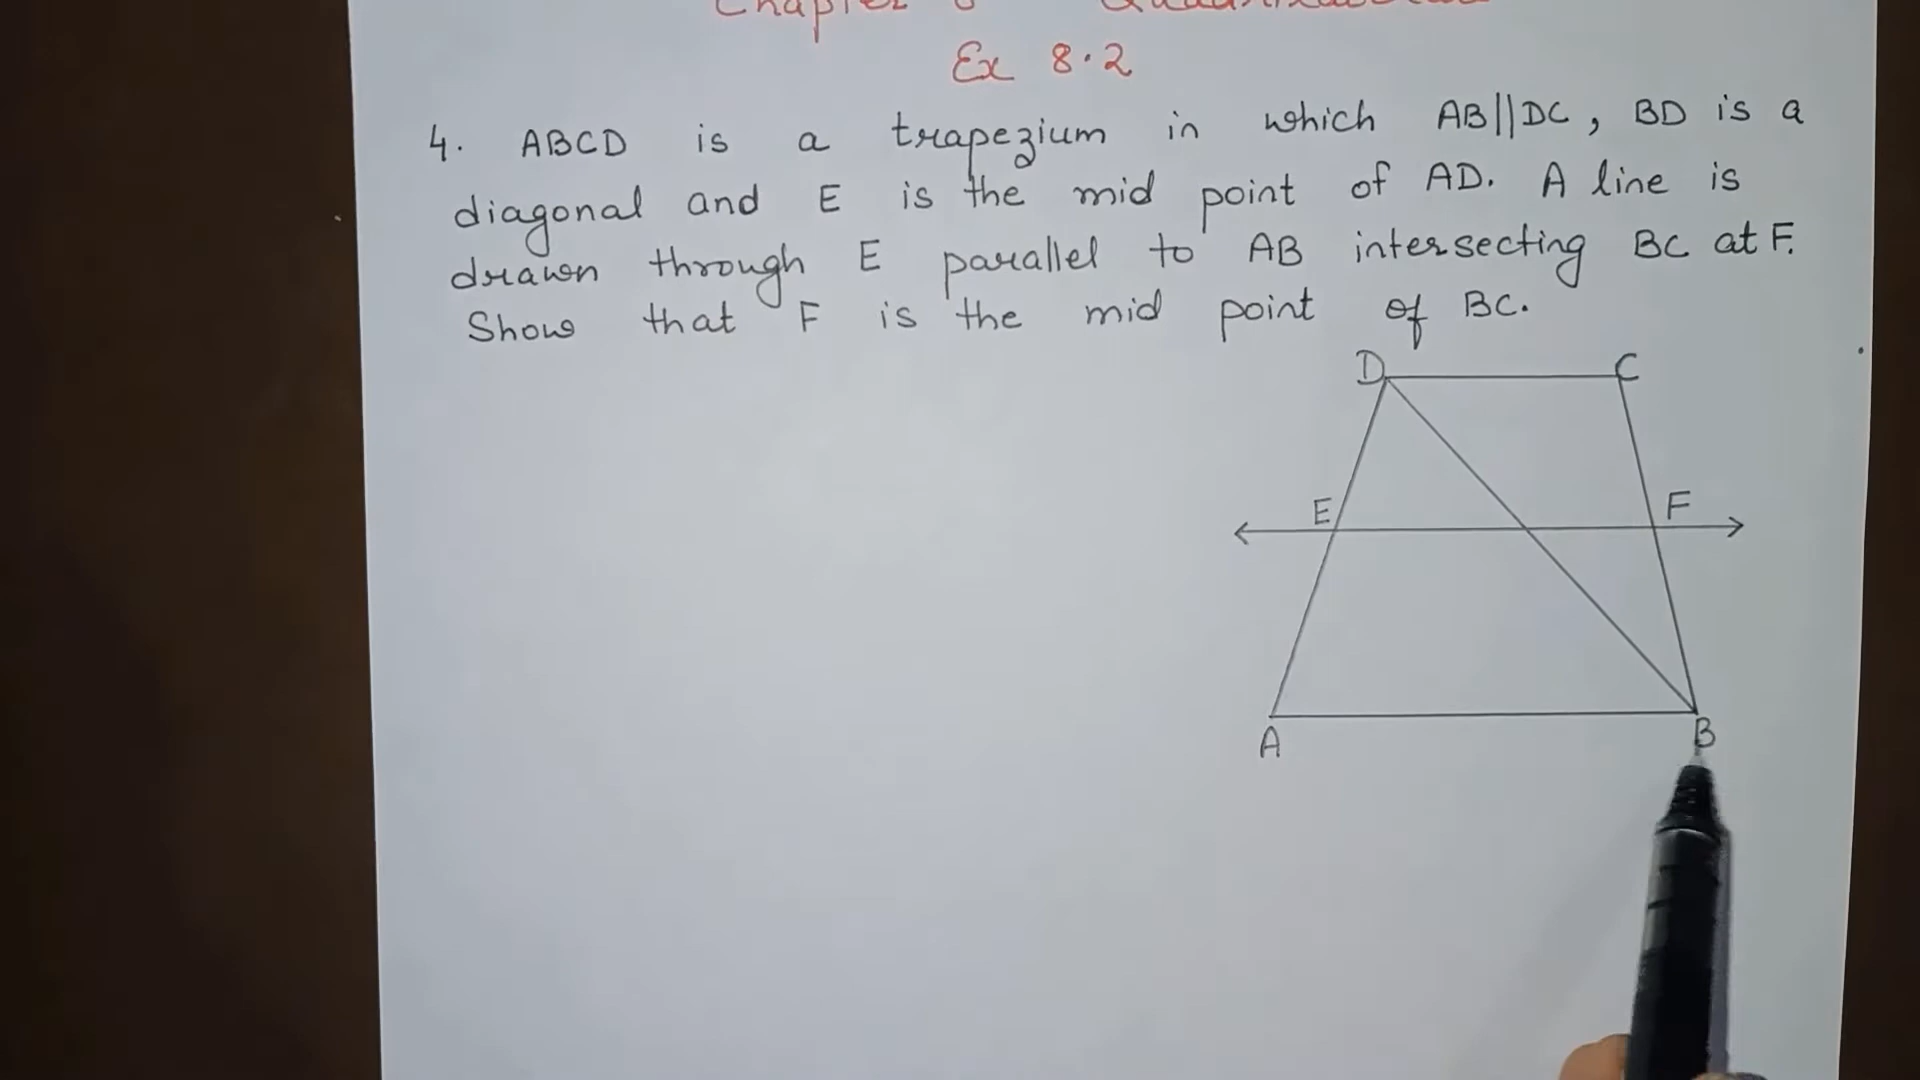 Chapter 8
Ex 8.2
4. ABCD is a trapezium in which AB||DC, BD is a
diagonal and E is the mid point of AD. A line is
drawn through E parallel to AB intersecting BC at F.
Show that F is the mid point of BC.
D C
E F
A B